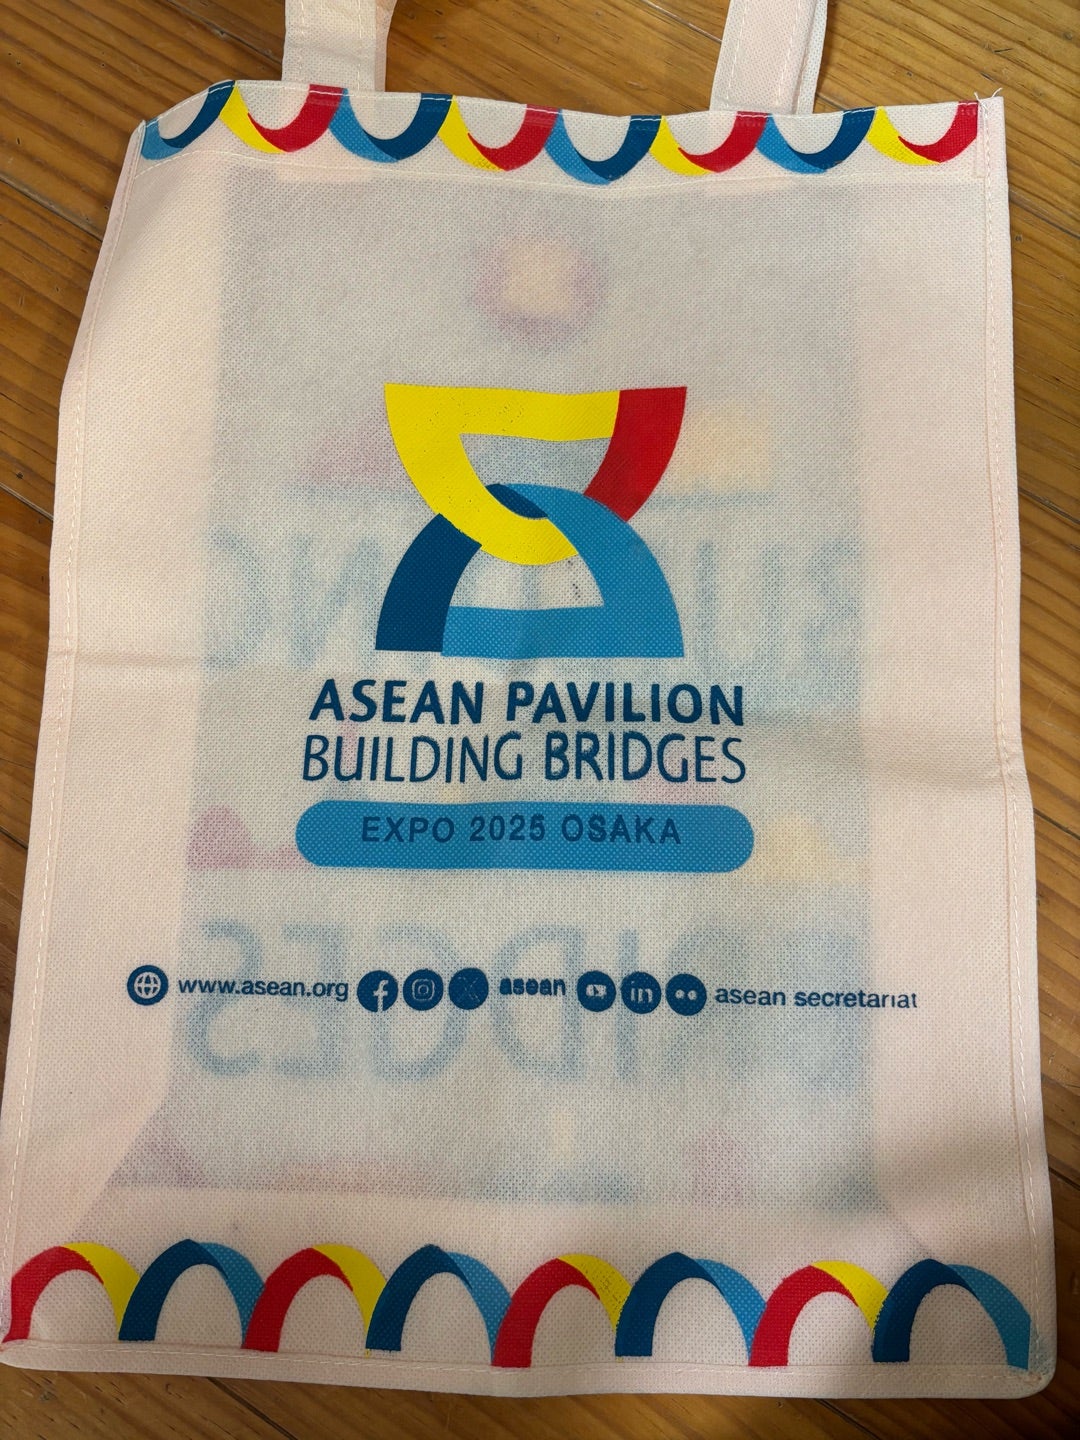 ASEAN PAVILION
BUILDING BRIDGES
EXPO 2025 OSAKA
www.asean.org asean asean secretariat